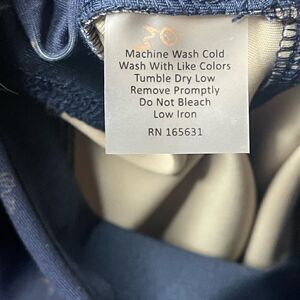 Machine Wash Cold
Wash With Like Colors
Tumble Dry Low
Remove Promptly
Do Not Bleach
Low Iron
RN 165631